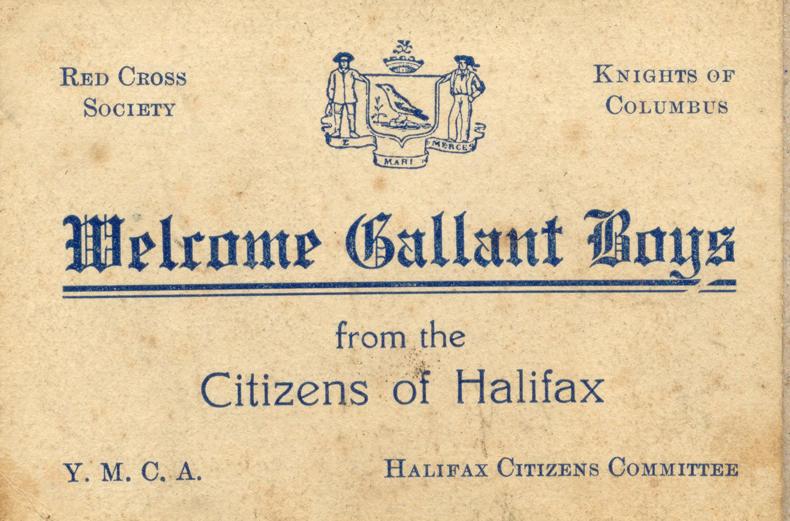 Red Cross
Society
Knights of
Columbus
E MARI MERCES
Welcome Gallant Boys
from the
Citizens of Halifax
Y. M. C. A.
Halifax Citizens Committee